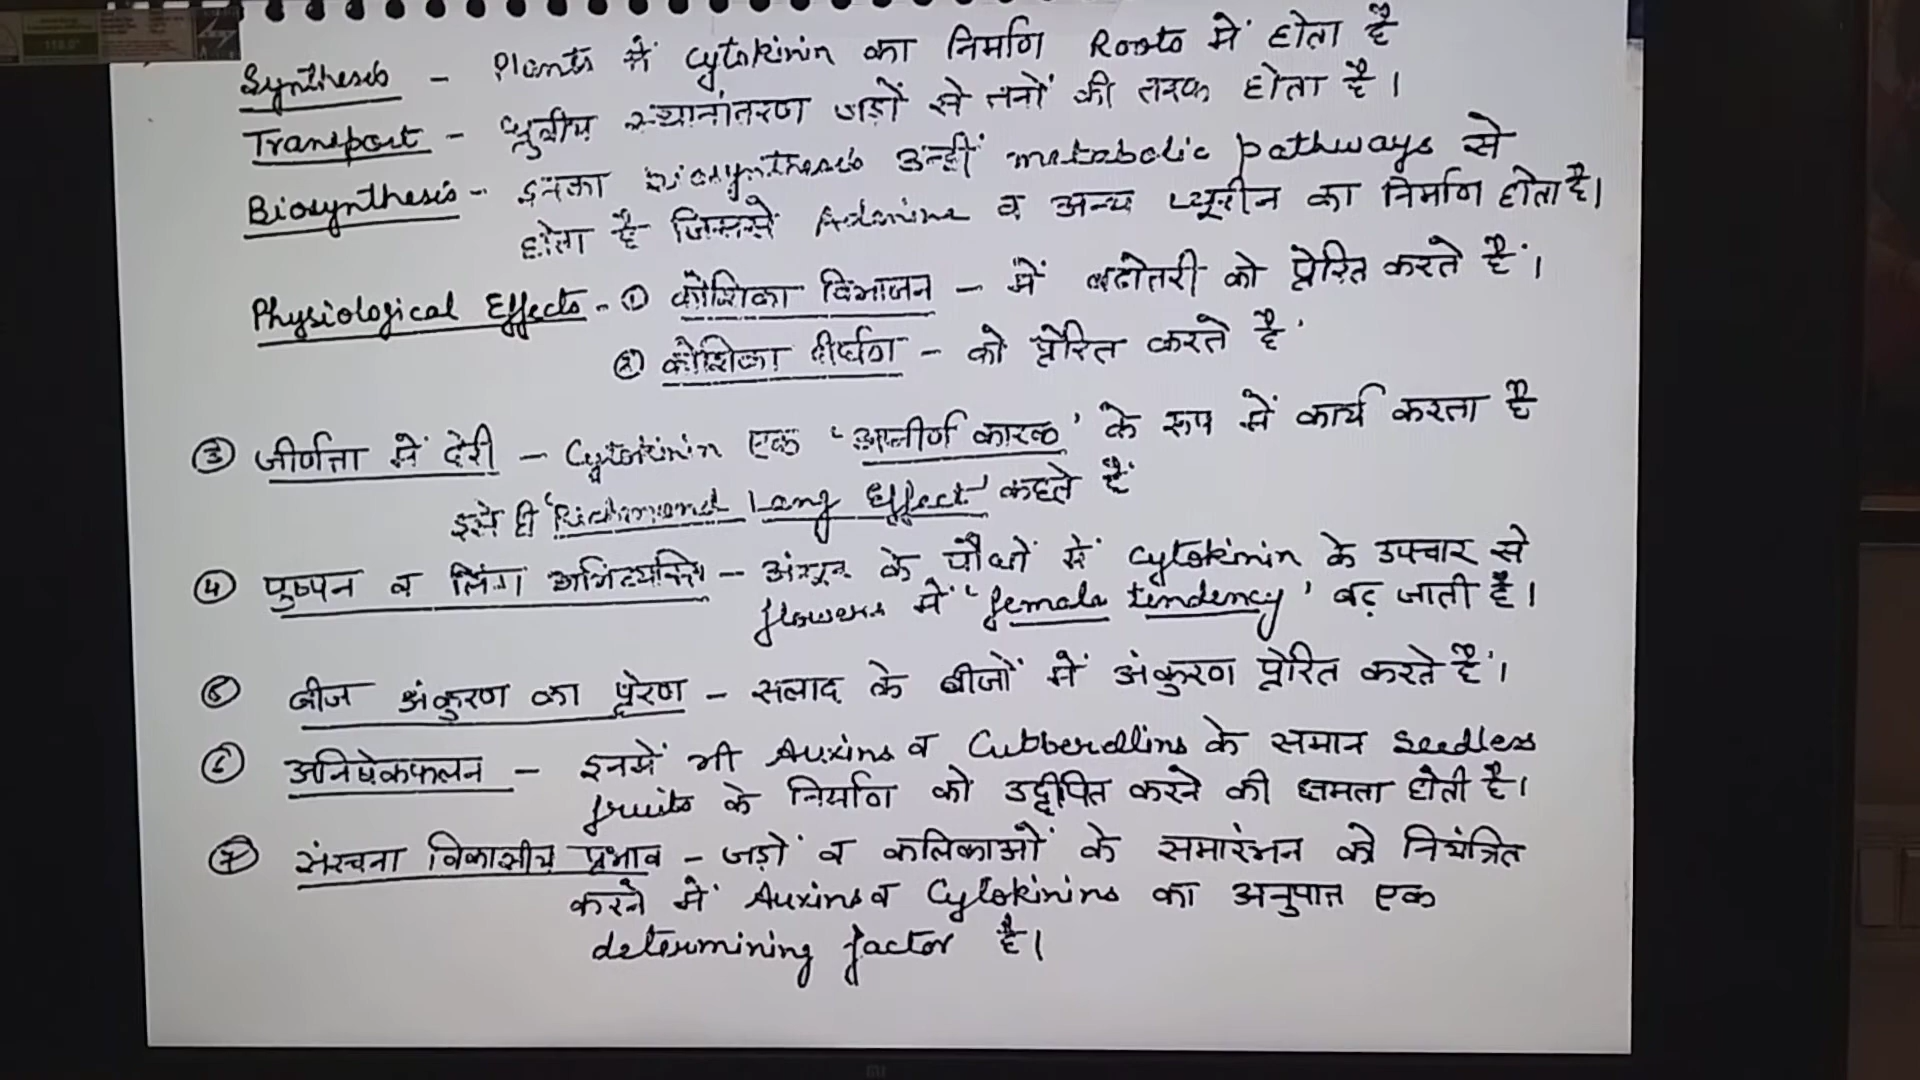 Synthesis - Plants में Cytokinin का निर्माण Roots में होता है
Transport - ध्रुवीय स्थानांतरण जड़ों से तनों की तरफ होता है।
Biosynthesis - इनका biosynthesis उन्हीं metabolic pathways से
होता है जिनसे Adenine व अन्य प्यूरीन का निर्माण होता है।
Physiological Effects - ① कोशिका विभाजन - में बढोतरी को प्रेरित करते हैं।
② कोशिका दीर्घण - को प्रेरित करते हैं
③ जीर्णता में देरी - Cytokinin एक 'अजीर्ण कारक' के रूप में कार्य करता है
इसे ही 'Richmond Lang Effect' कहते हैं
④ पुष्पन व लिंग अभिव्यक्ति - अंगूर के पौधों में Cytokinin के उपचार से
flowers में 'female tendency' बढ़ जाती है।
⑤ बीज अंकुरण का प्रेरण - सलाद के बीजों में अंकुरण प्रेरित करते हैं।
⑥ अनिषेकफलन - इनमें भी Auxins व Gibberellins के समान Seedless
fruits के निर्माण को उद्दीपित करने की क्षमता होती है।
⑦ संरचना विकासीय प्रभाव - जड़ों व कलिकाओं के समारंभन को नियंत्रित
करने में Auxins व Cytokinins का अनुपात एक
determining factor है।